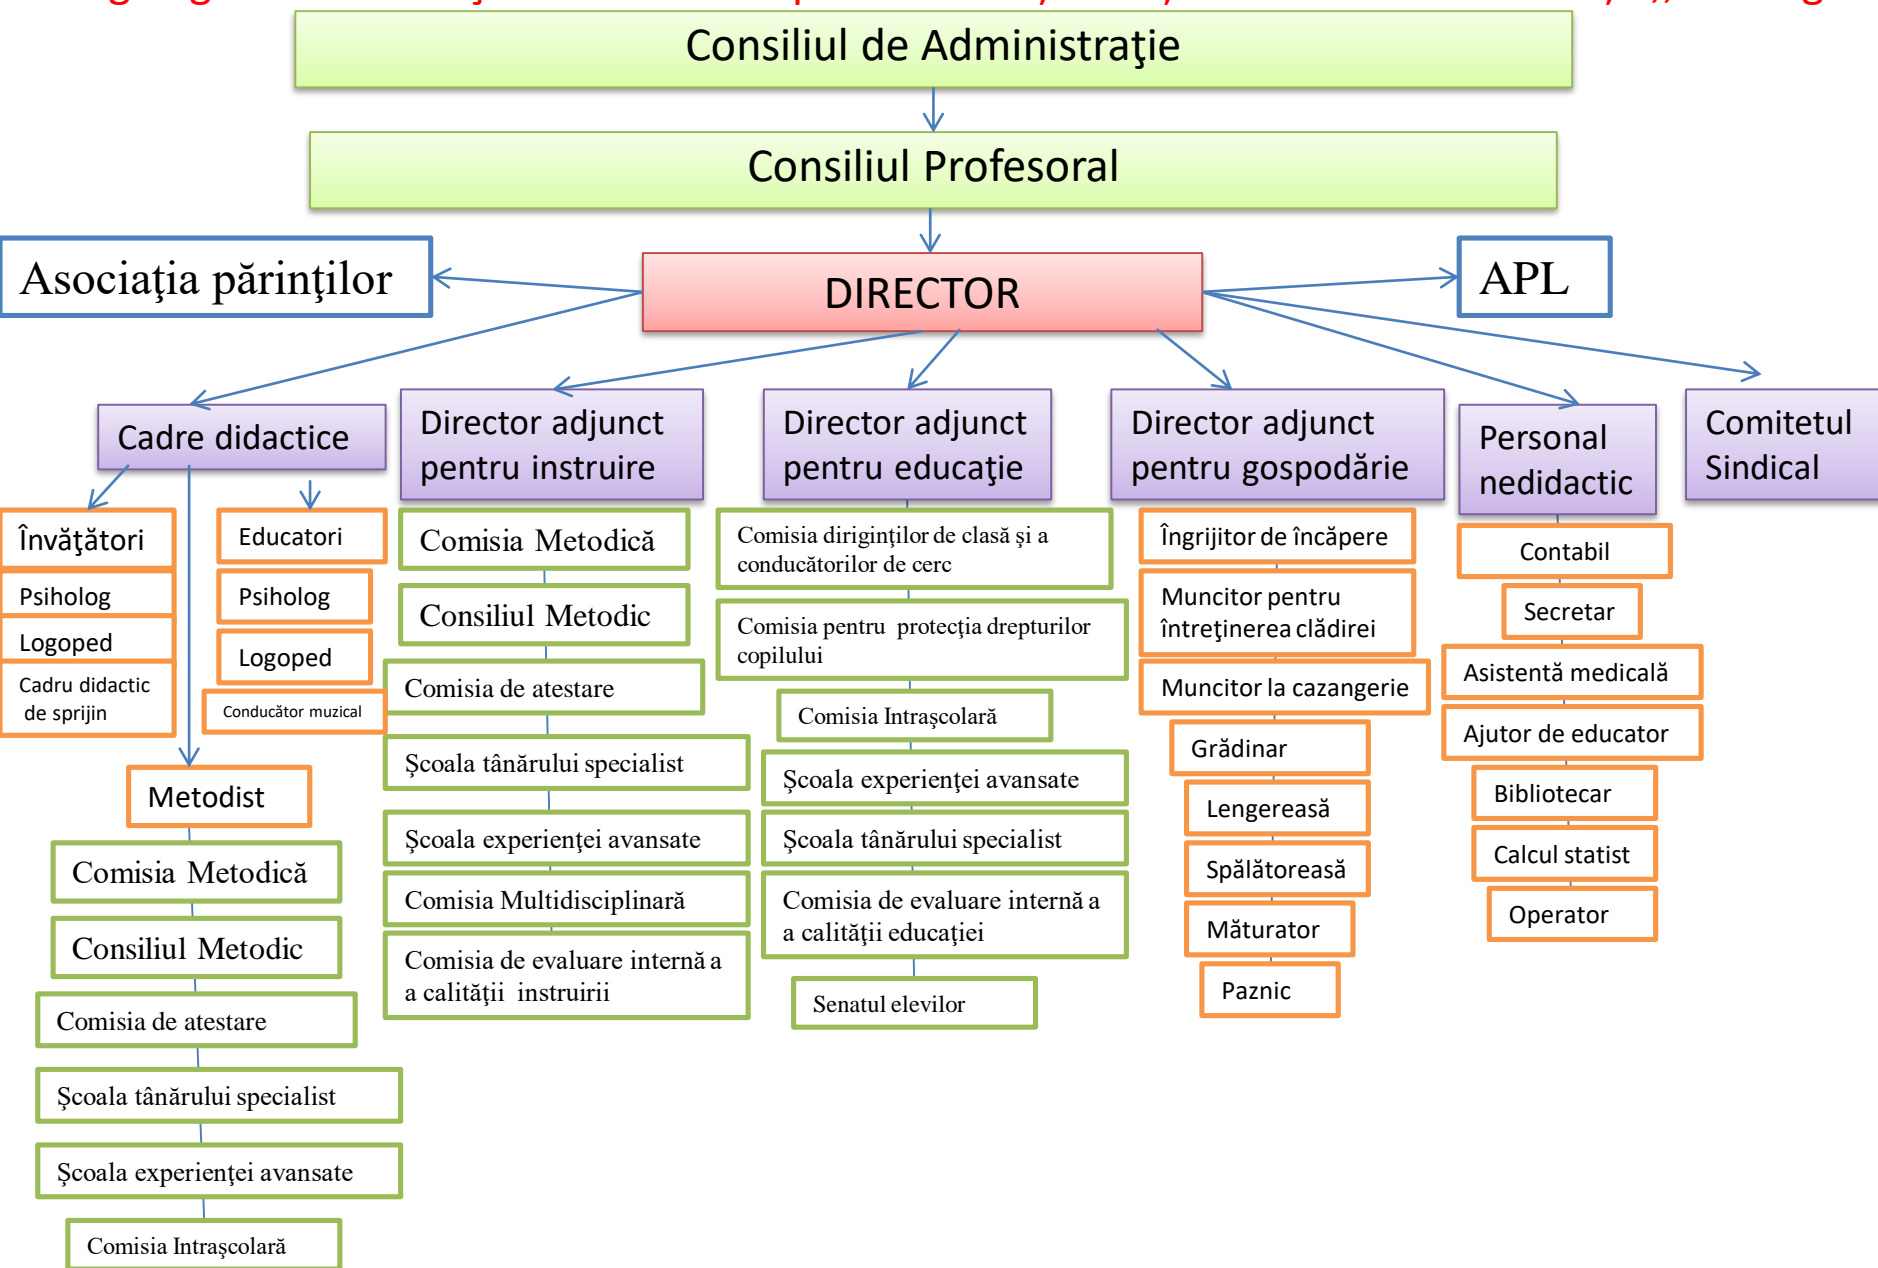 Consiliul de Administraţie
Consiliul Profesoral
Asociaţia părinţilor
DIRECTOR
APL
Cadre didactice
Director adjunct
pentru instruire
Director adjunct
pentru educaţie
Director adjunct
pentru gospodărie
Personal
nedidactic
Comitetul
Sindical
Învăţători
Psiholog
Logoped
Cadru didactic
de sprijin
Educatori
Psiholog
Logoped
Conducător muzical
Metodist
Comisia Metodică
Consiliul Metodic
Comisia de atestare
Şcoala tânărului specialist
Şcoala experienţei avansate
Comisia Intraşcolară
Comisia Metodică
Consiliul Metodic
Comisia de atestare
Şcoala tânărului specialist
Şcoala experienţei avansate
Comisia Multidisciplinară
Comisia de evaluare internă a
a calităţii instruirii
Comisia diriginţilor de clasă şi a
conducătorilor de cerc
Comisia pentru protecţia drepturilor
copilului
Comisia Intraşcolară
Şcoala experienţei avansate
Şcoala tânărului specialist
Comisia de evaluare internă a
a calităţii educaţiei
Senatul elevilor
Îngrijitor de încăpere
Muncitor pentru
întreţinerea clădirei
Muncitor la cazangerie
Grădinar
Lengereasă
Spălătoreasă
Măturator
Paznic
Contabil
Secretar
Asistentă medicală
Ajutor de educator
Bibliotecar
Calcul statist
Operator